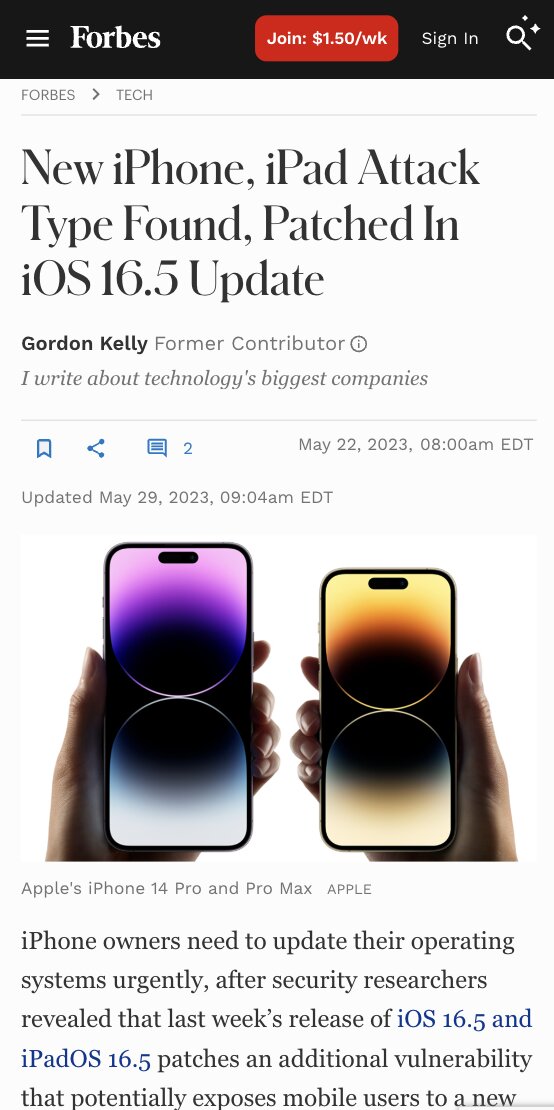 Forbes
Join: $1.50/wk
Sign In
FORBES > TECH
New iPhone, iPad Attack
Type Found, Patched In
iOS 16.5 Update
Gordon Kelly Former Contributor
I write about technology's biggest companies
2
May 22, 2023, 08:00am EDT
Updated May 29, 2023, 09:04am EDT
Apple's iPhone 14 Pro and Pro Max APPLE
iPhone owners need to update their operating
systems urgently, after security researchers
revealed that last week’s release of iOS 16.5 and
iPadOS 16.5 patches an additional vulnerability
that potentially exposes mobile users to a new